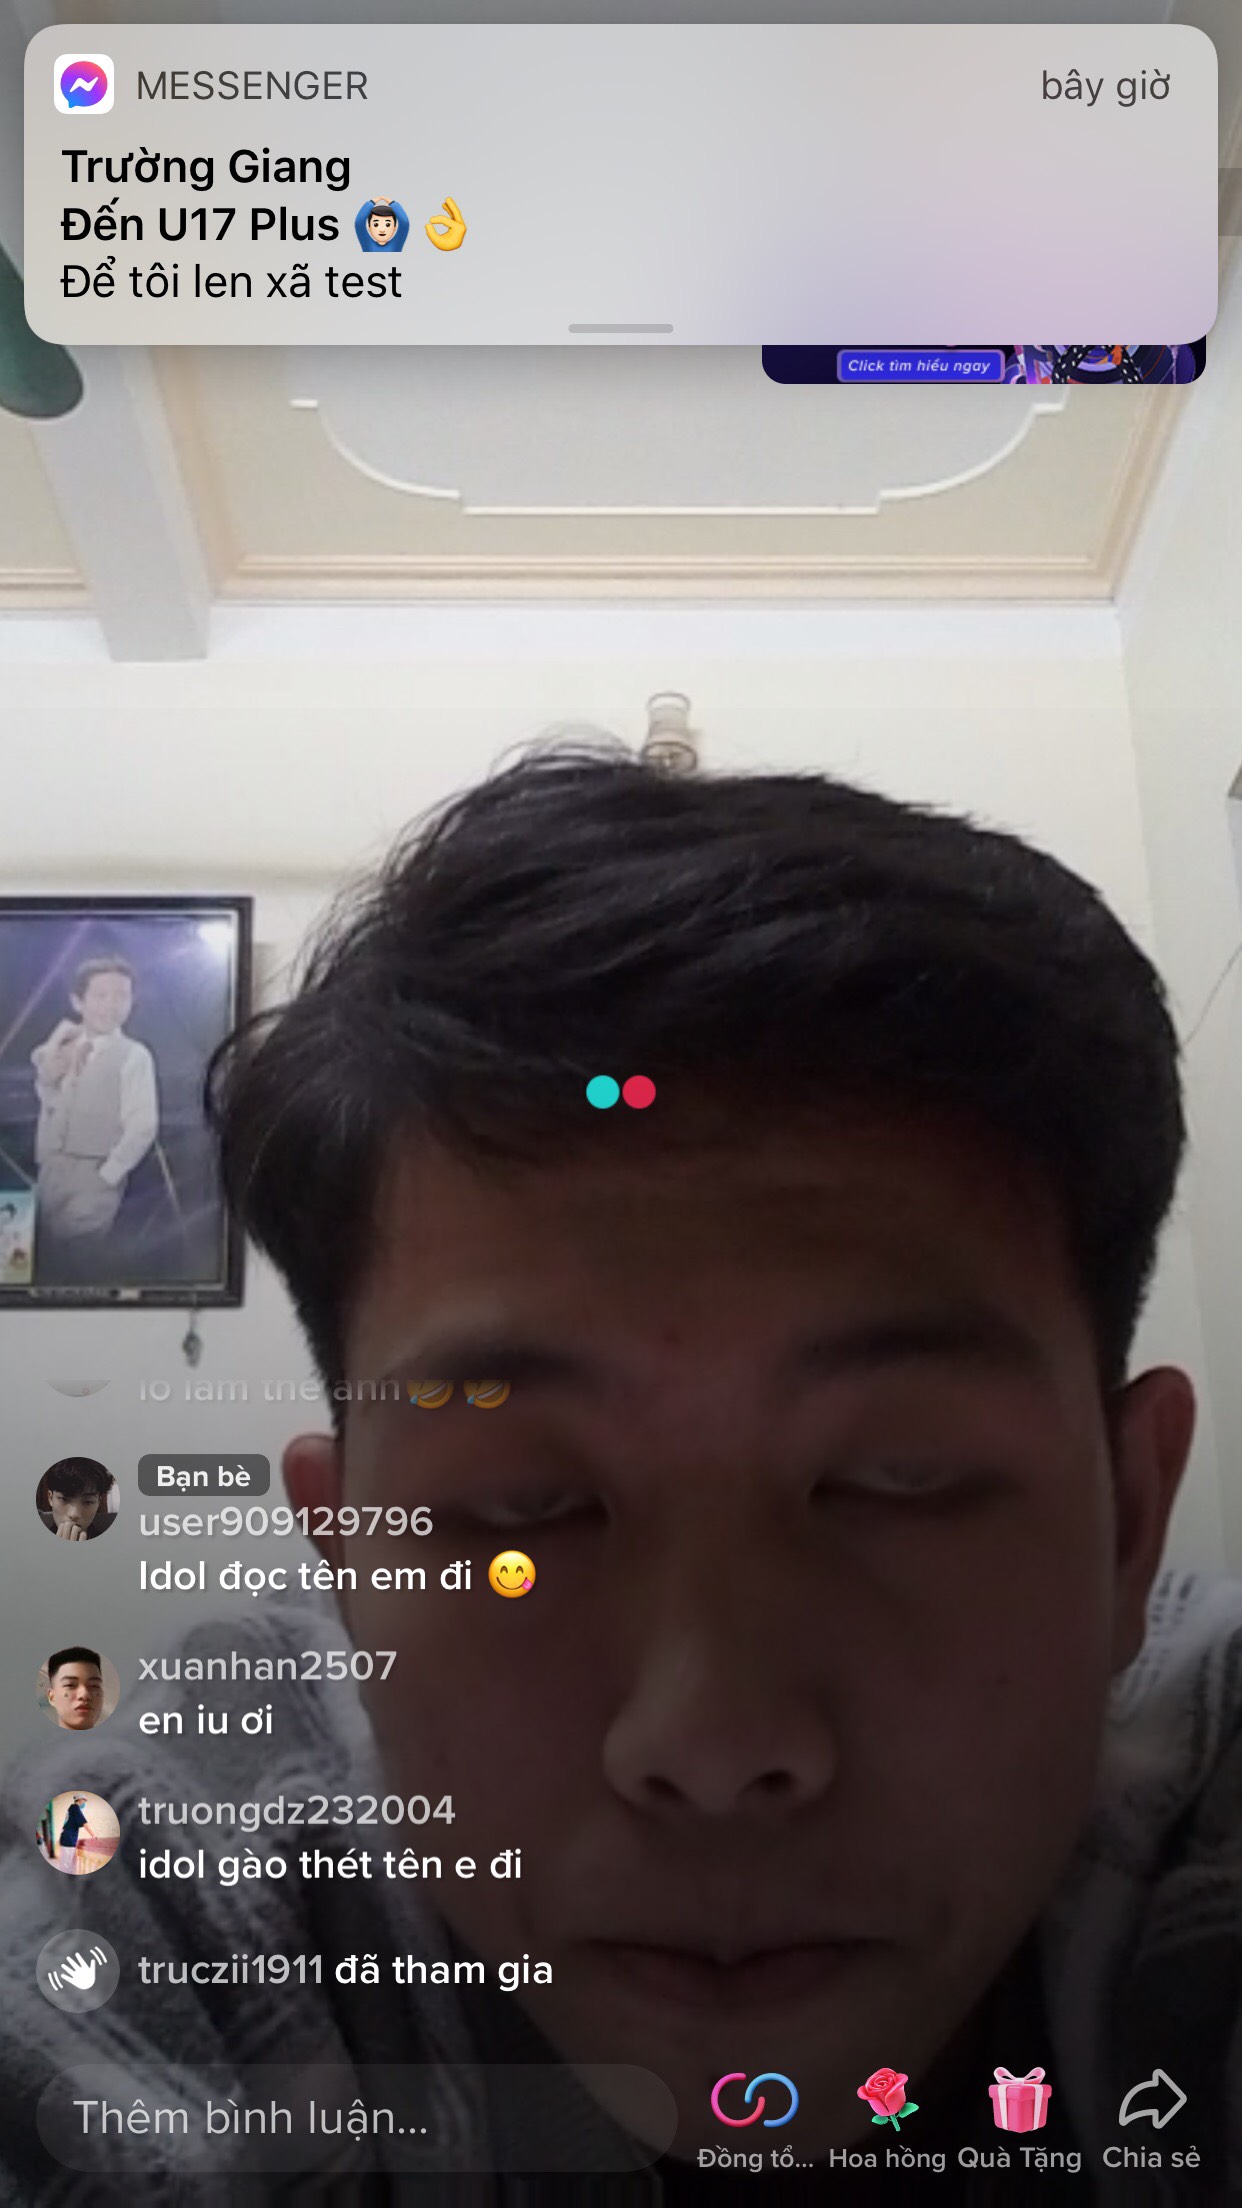 MESSENGER
bây giờ
Trường Giang
Đến U17 Plus 🙆🏻‍♂️ 👌
Để tôi len xã test
Click tìm hiểu ngay
Bạn bè
user909129796
Idol đọc tên em đi 😋
xuanhan2507
en iu ơi
truongdz232004
idol gào thét tên e đi
truczii1911 đã tham gia
Thêm bình luận...
Đồng tổ...
Hoa hồng
Quà Tặng
Chia sẻ